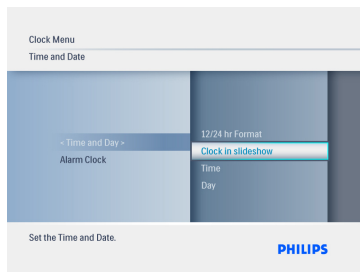 Clock Menu
Time and Date
< Time and Day >
Alarm Clock
12/24 hr Format
Clock in slideshow
Time
Day
Set the Time and Date.
PHILIPS